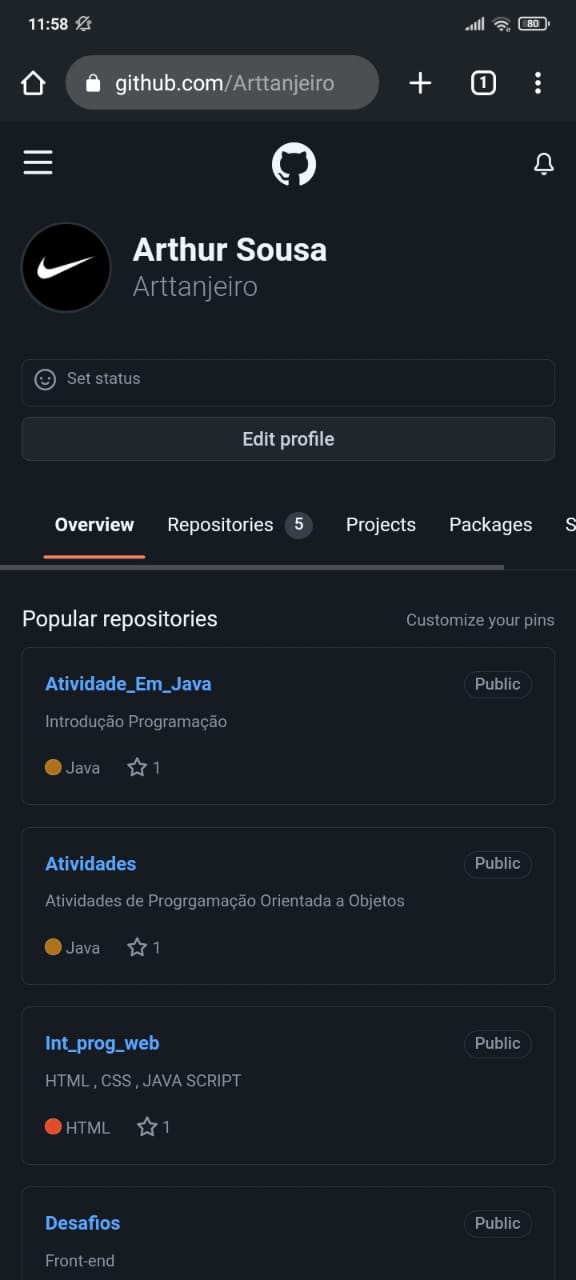 11:58
80
github.com/Arttanjeiro
1
Arthur Sousa
Arttanjeiro
Set status
Edit profile
Overview Repositories 5 Projects Packages S
Popular repositories Customize your pins
Atividade_Em_Java Public
Introdução Programação
Java 1
Atividades Public
Atividades de Progrgamação Orientada a Objetos
Java 1
Int_prog_web Public
HTML , CSS , JAVA SCRIPT
HTML 1
Desafios Public
Front-end